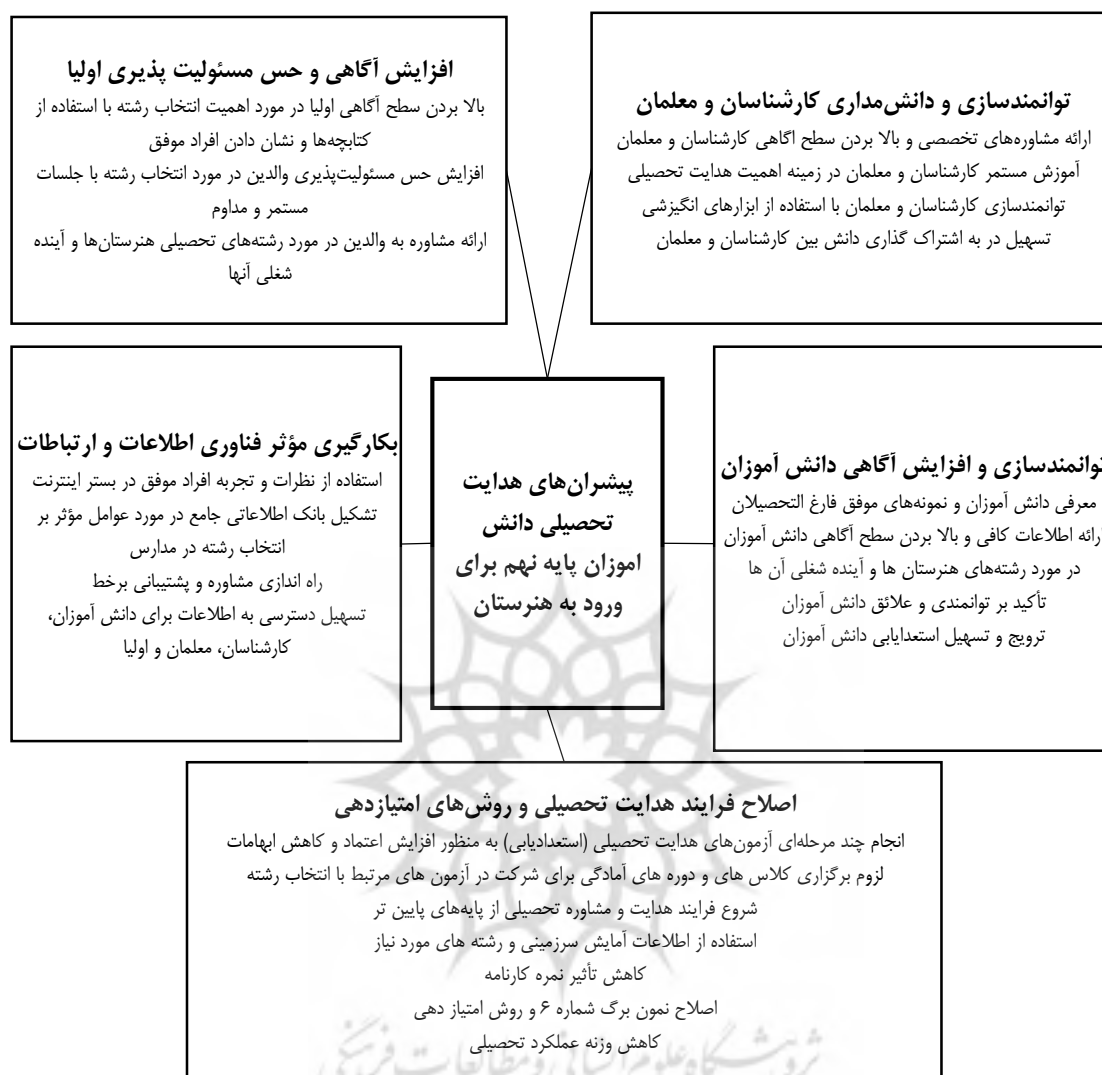 توانمندسازی و دانش‌مداری کارشناسان و معلمان
ارائه مشاوره‌های تخصصی و بالا بردن سطح اگاهی کارشناسان و معلمان
آموزش مستمر کارشناسان و معلمان در زمینه اهمیت هدایت تحصیلی
توانمندسازی کارشناسان و معلمان با استفاده از ابزارهای انگیزشی
تسهیل در به اشتراک گذاری دانش بین کارشناسان و معلمان
افزایش آگاهی و حس مسئولیت پذیری اولیا
بالا بردن سطح آگاهی اولیا در مورد اهمیت انتخاب رشته با استفاده از
کتابچه‌ها و نشان دادن افراد موفق
افزایش حس مسئولیت‌پذیری والدین در مورد انتخاب رشته با جلسات
مستمر و مداوم
ارائه مشاوره به والدین در مورد رشته‌های تحصیلی هنرستان‌ها و آینده
شغلی آنها
توانمندسازی و افزایش آگاهی دانش آموزان
معرفی دانش آموزان و نمونه‌های موفق فارغ التحصیلان
ارائه اطلاعات کافی و بالا بردن سطح آگاهی دانش آموزان
در مورد رشته‌های هنرستان ها و آینده شغلی آن ها
تأکید بر توانمندی و علائق دانش آموزان
ترویج و تسهیل استعدایابی دانش آموزان
پیشران‌های هدایت
تحصیلی دانش
اموزان پایه نهم برای
ورود به هنرستان
بکارگیری مؤثر فناوری اطلاعات و ارتباطات
استفاده از نظرات و تجربه افراد موفق در بستر اینترنت
تشکیل بانک اطلاعاتی جامع در مورد عوامل مؤثر بر
انتخاب رشته در مدارس
راه اندازی مشاوره و پشتیبانی برخط
تسهیل دسترسی به اطلاعات برای دانش آموزان،
کارشناسان، معلمان و اولیا
اصلاح فرایند هدایت تحصیلی و روش‌های امتیازدهی
انجام چند مرحله‌ای آزمون‌های هدایت تحصیلی (استعدادیابی) به منظور افزایش اعتماد و کاهش ابهامات
لزوم برگزاری کلاس های و دوره های آمادگی برای شرکت در آزمون های مرتبط با انتخاب رشته
شروع فرایند هدایت و مشاوره تحصیلی از پایه‌های پایین تر
استفاده از اطلاعات آمایش سرزمینی و رشته های مورد نیاز
کاهش تأثیر نمره کارنامه
اصلاح نمون برگ شماره ۶ و روش امتیاز دهی
کاهش وزنه عملکرد تحصیلی
پژوهشگاه علوم انسانی و مطالعات فرهنگی